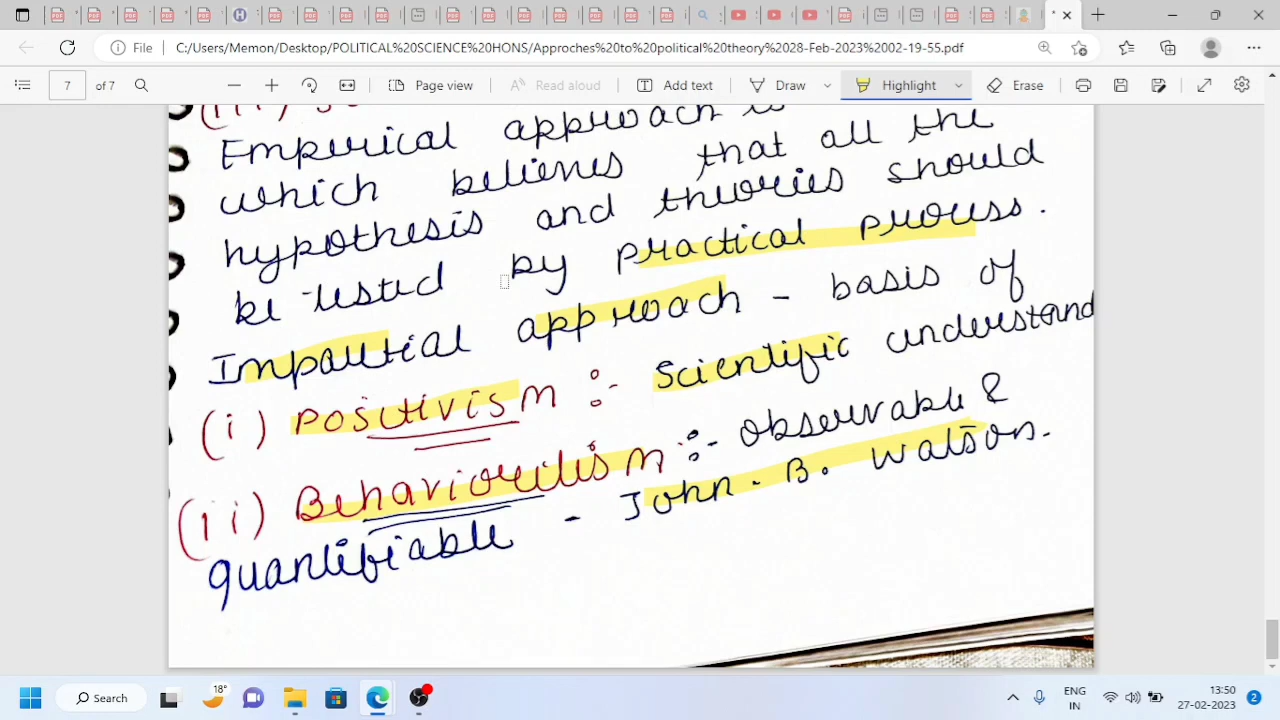 File
C:/Users/Memon/Desktop/POLITICAL%20SCIENCE%20HONS/Approches%20to%20political%20theory%2028-Feb-2023%2002-19-55.pdf
7 of 7
Page view
Read aloud
Add text
Draw
Highlight
Erase
Empirical approach is
which believes that all the
hypothesis and theories should
be tested by practical process.
Impartial approach - basis of
(i) Positivism :- Scientific understand
(ii) Behaviourilism :- observable &
quantifiable - John. B. Watson.
Search
18°
ENG
IN
13:50
27-02-2023
2